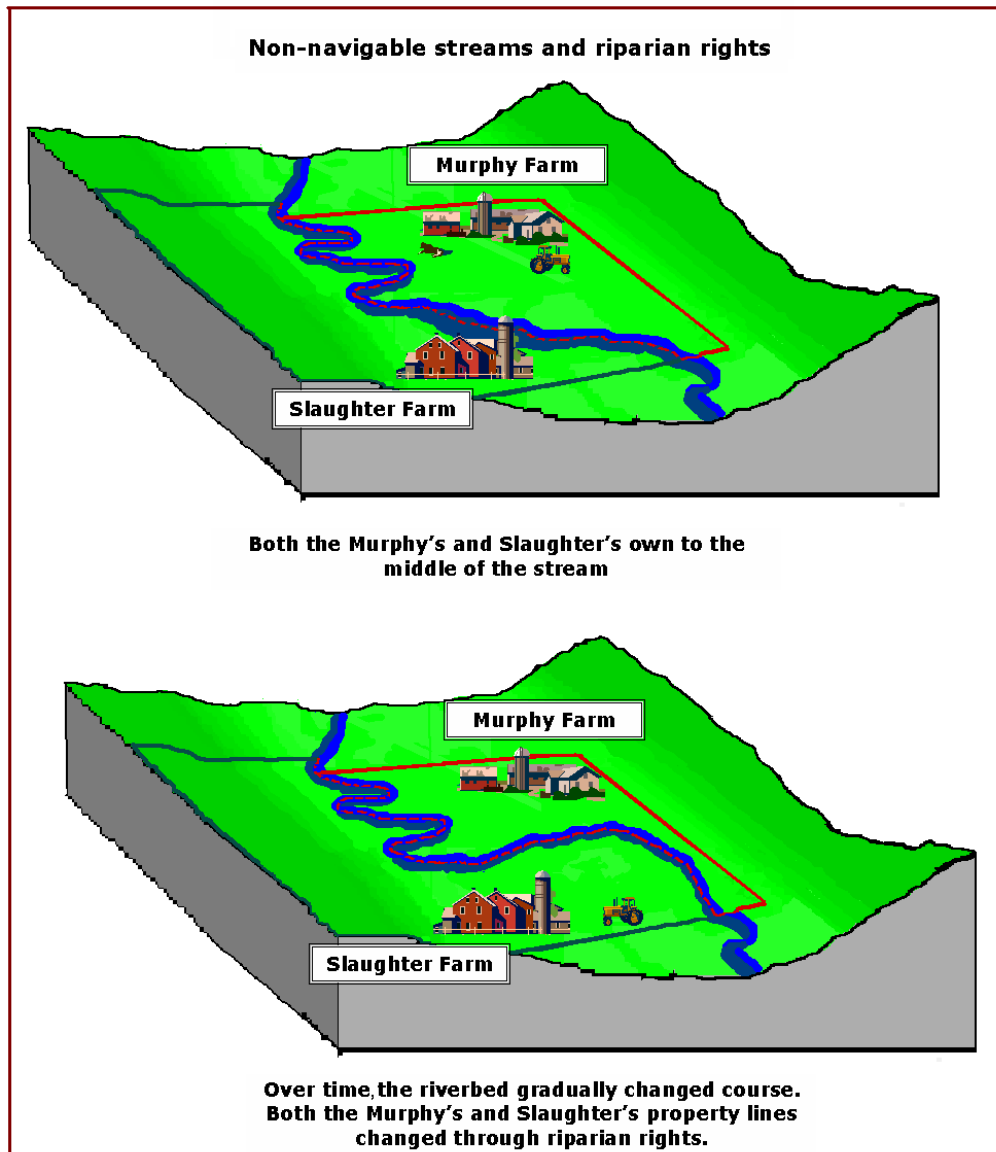 Non-navigable streams and riparian rights
Murphy Farm
Slaughter Farm
Both the Murphy's and Slaughter's own to the
middle of the stream
Murphy Farm
Slaughter Farm
Over time, the riverbed gradually changed course.
Both the Murphy's and Slaughter's property lines
changed through riparian rights.